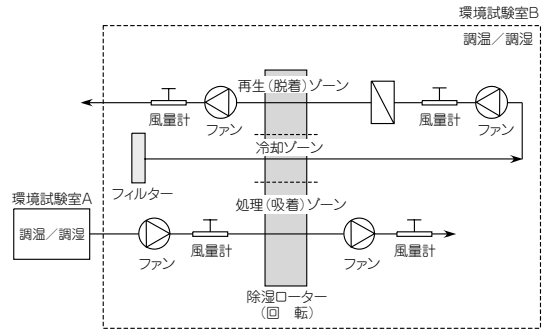 環境試験室B
調温／調湿
再生（脱着）ゾーン
風量計
ファン
風量計
ファン
冷却ゾーン
フィルター
環境試験室A
調温／調湿
処理（吸着）ゾーン
ファン
風量計
ファン
風量計
除湿ローター
（回　転）